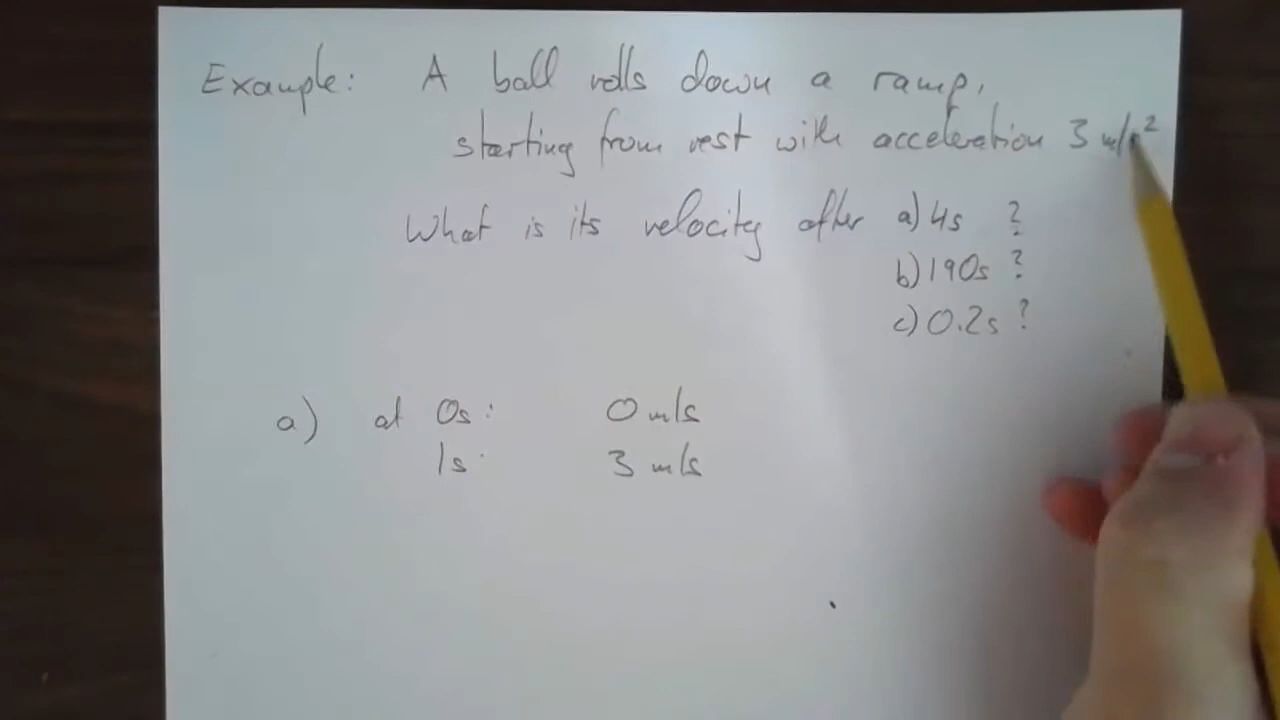 Example: A ball rolls down a ramp,
starting from rest with acceleration 3 m/s²
What is its velocity after a) 4s ?
b) 190s ?
c) 0.2s ?
a) at 0s: 0 m/s
1s: 3 m/s